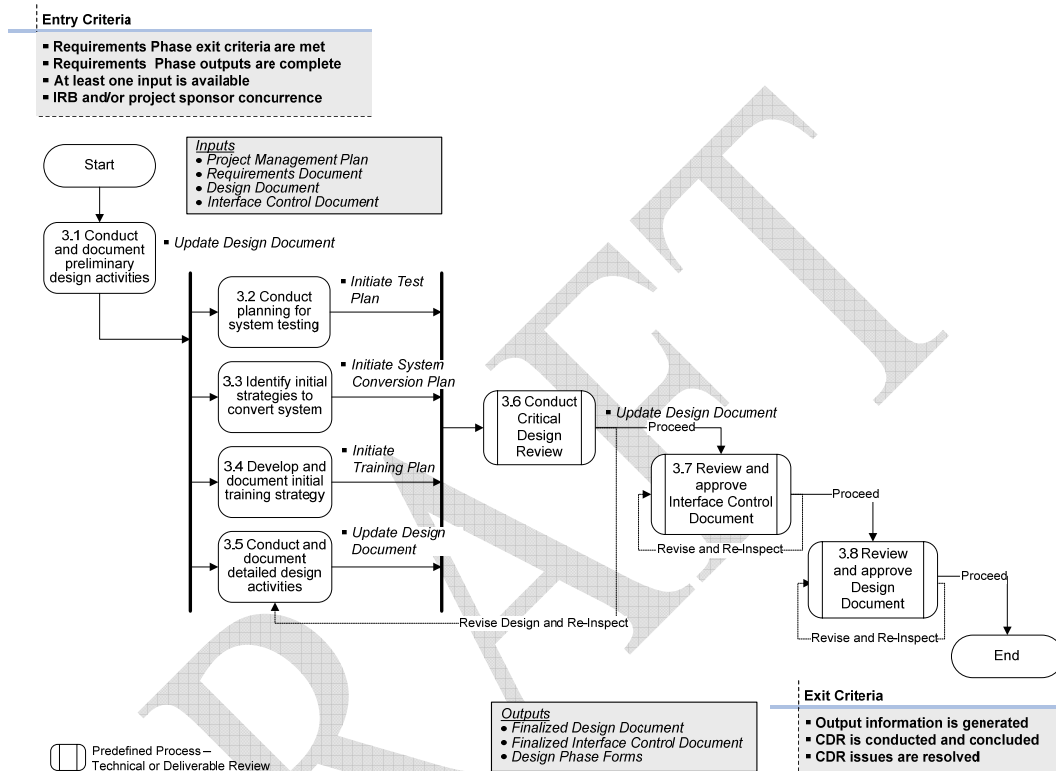 Entry Criteria
▪ Requirements Phase exit criteria are met
▪ Requirements Phase outputs are complete
▪ At least one input is available
▪ IRB and/or project sponsor concurrence
Inputs
• Project Management Plan
• Requirements Document
• Design Document
• Interface Control Document
Start
3.1 Conduct
and document
preliminary
design activities
▪ Update Design Document
3.2 Conduct
planning for
system testing
▪ Initiate Test
Plan
3.3 Identify initial
strategies to
convert system
▪ Initiate System
Conversion Plan
3.4 Develop and
document initial
training strategy
▪ Initiate
Training Plan
3.5 Conduct and
document
detailed design
activities
▪ Update Design
Document
3.6 Conduct
Critical
Design
Review
▪ Update Design Document
Proceed
Revise Design and Re-Inspect
3.7 Review and
approve
Interface Control
Document
Proceed
Revise and Re-Inspect
3.8 Review
and approve
Design
Document
Proceed
Revise and Re-Inspect
End
Exit Criteria
▪ Output information is generated
▪ CDR is conducted and concluded
▪ CDR issues are resolved
Outputs
• Finalized Design Document
• Finalized Interface Control Document
• Design Phase Forms
Predefined Process–
Technical or Deliverable Review
RAFT